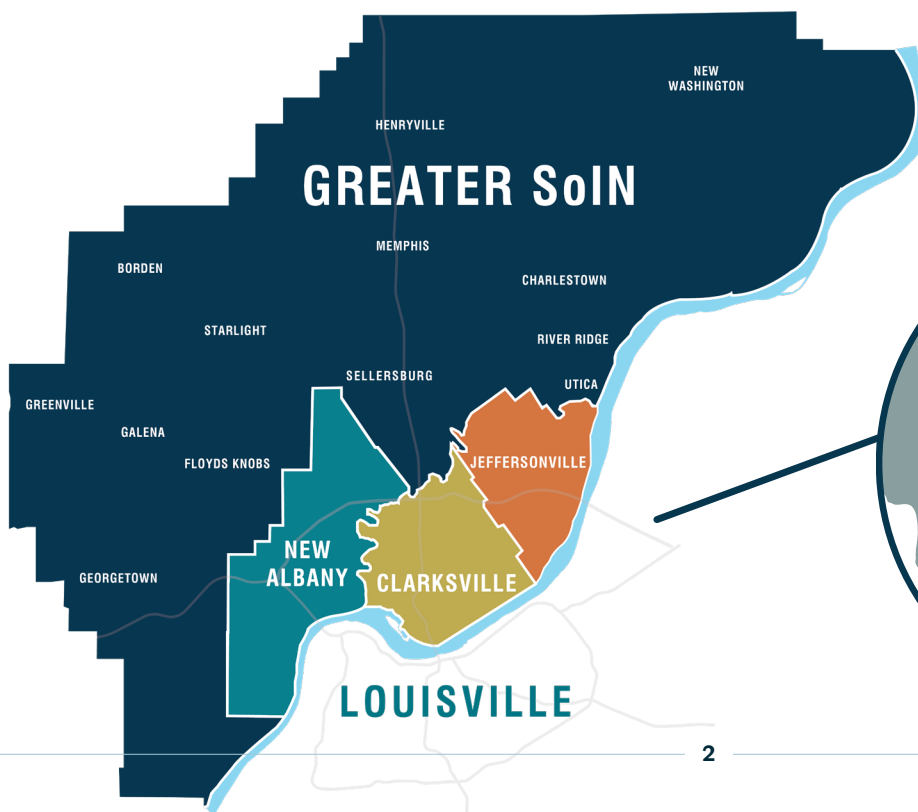 NEW
WASHINGTON
HENRYVILLE
GREATER SoIN
MEMPHIS
BORDEN
CHARLESTOWN
STARLIGHT
RIVER RIDGE
SELLERSBURG
UTICA
GREENVILLE
GALENA
FLOYDS KNOBS
JEFFERSONVILLE
NEW
ALBANY
GEORGETOWN
CLARKSVILLE
LOUISVILLE
2